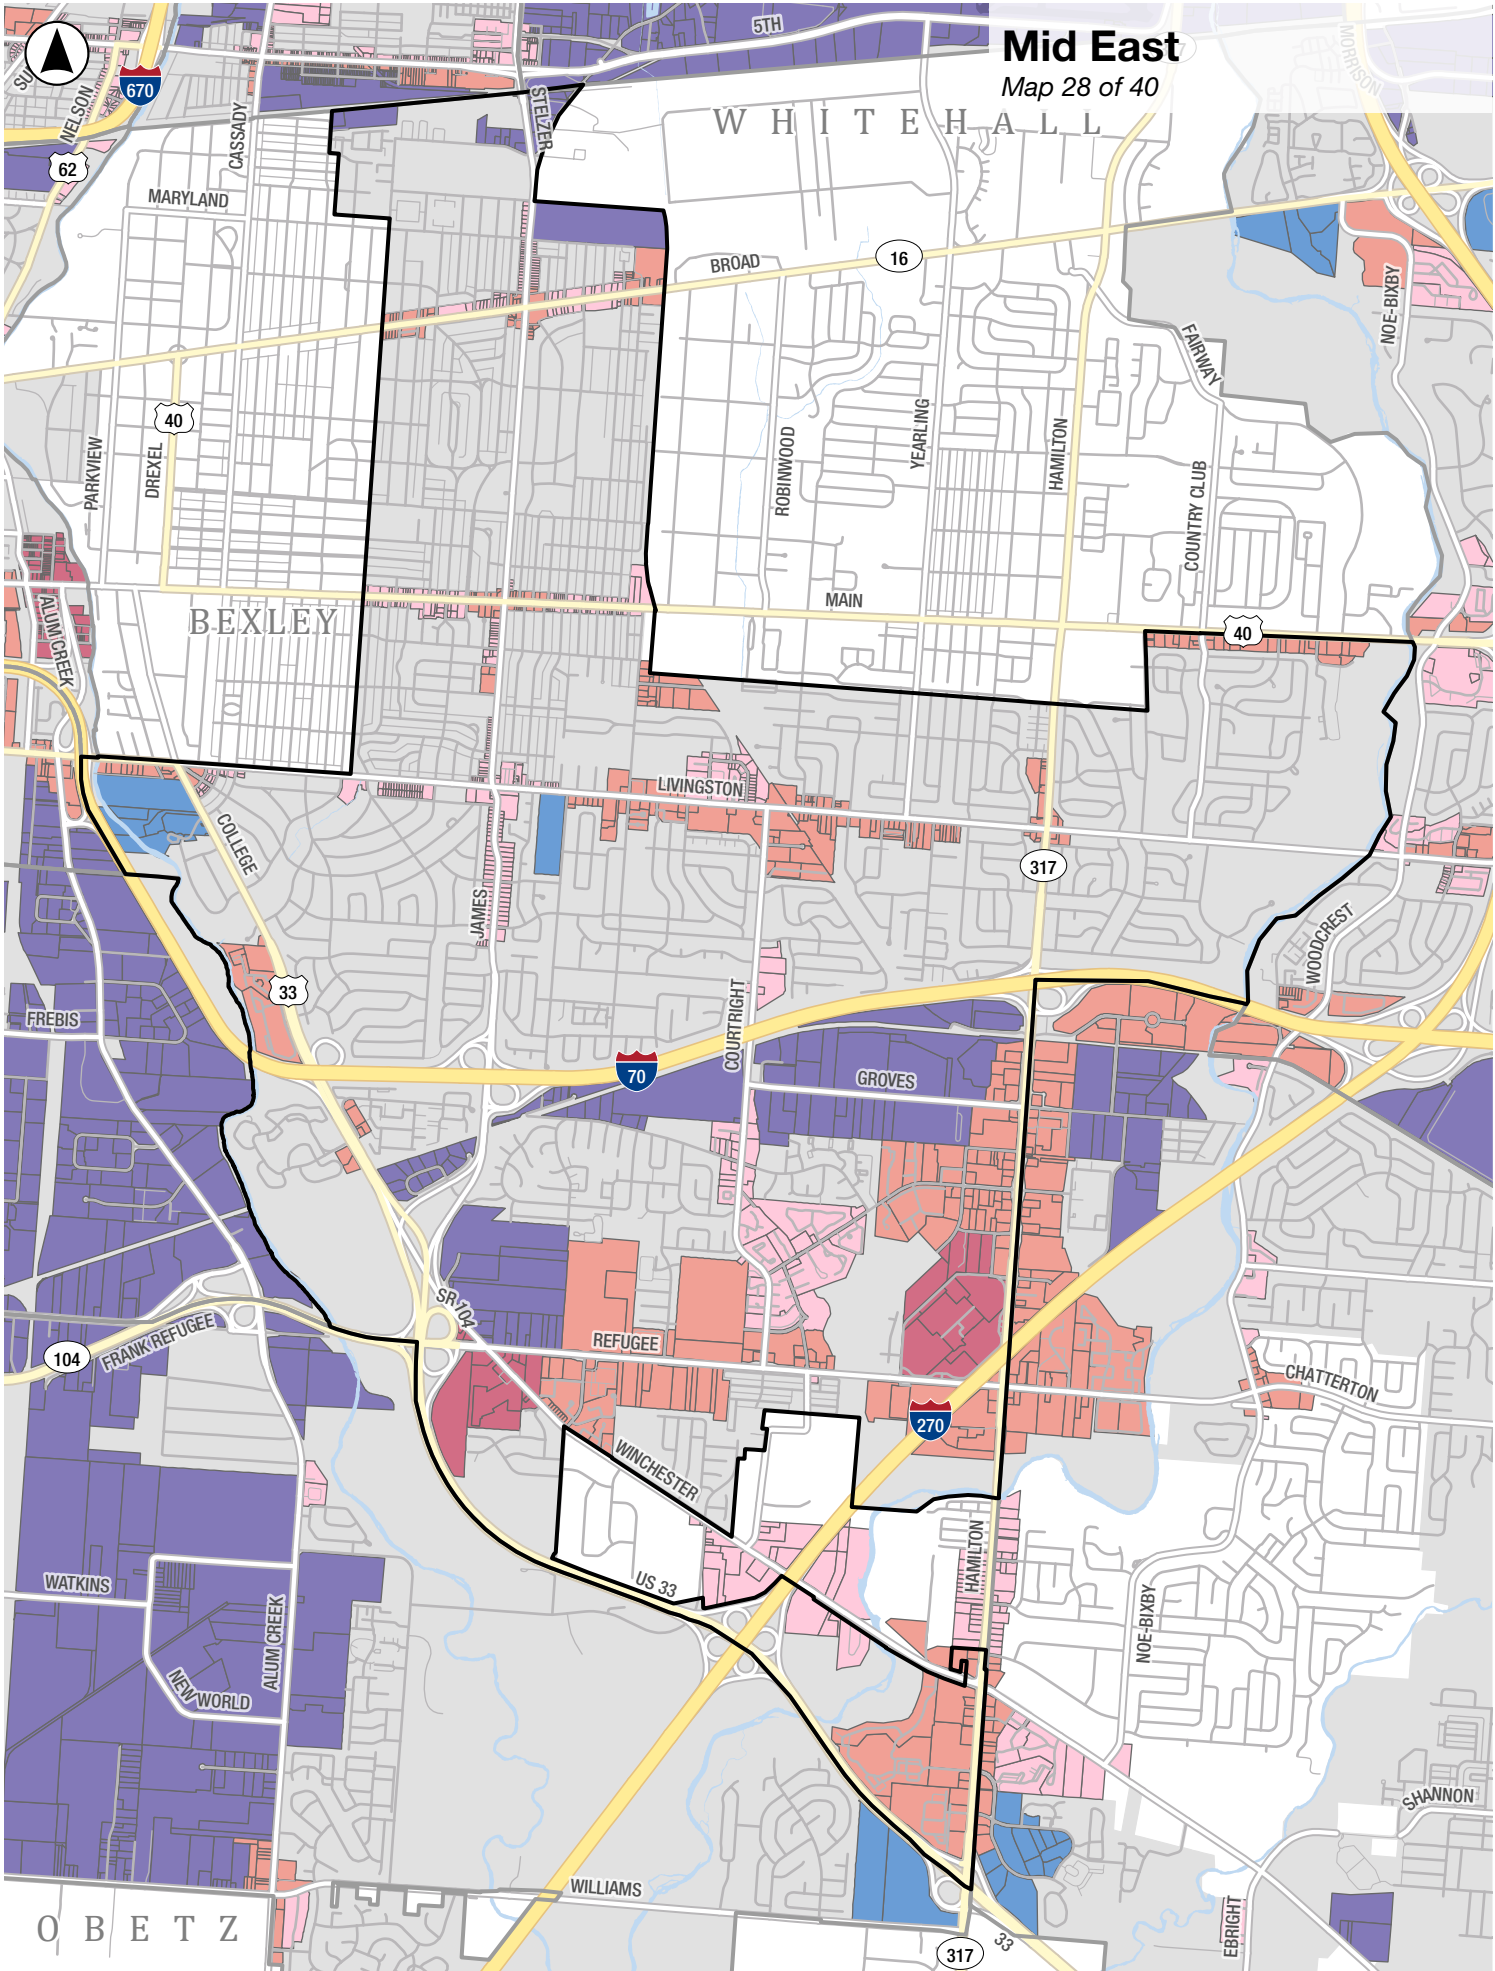 Mid East
Map 28 of 40
5TH
MORRISON
670
NELSON
CASSADY
STELZER
WHITEHALL
62
MARYLAND
16
BROAD
NOE-BIXBY
FAIRWAY
40
PARKVIEW
DREXEL
ROBINWOOD
YEARLING
HAMILTON
COUNTRY CLUB
MAIN
BEXLEY
40
ALUM CREEK
LIVINGSTON
COLLEGE
317
JAMES
WOODCREST
33
COURTRIGHT
FREBIS
70
GROVES
SR 104
REFUGEE
FRANK REFUGEE
104
CHATTERTON
270
WINCHESTER
HAMILTON
US 33
WATKINS
ALUM CREEK
NOE-BIXBY
NEW WORLD
SHANNON
WILLIAMS
OBETZ
EBRIGHT
33
317